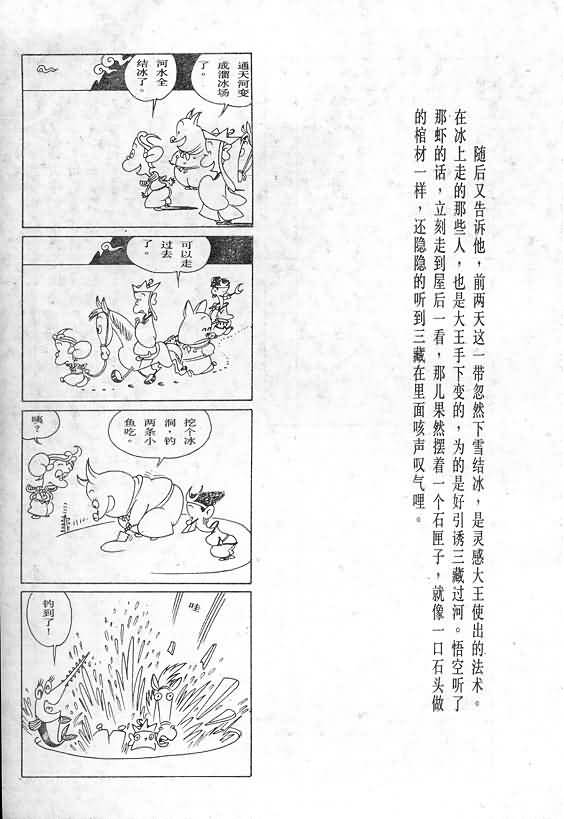 随后又告诉他，前两天这一带忽然下雪结冰，是灵感大王使出的法术。
在冰上走的那些人，也是大王手下变的，为的是好引诱三藏过河。悟空听了
那虾的话，立刻走到屋后一看，那儿果然摆着一个石匣子，就像一口石头做
的棺材一样，还隐隐的听到三藏在里面咳声叹气哩。
通天河变
成溜冰场
了。
河水全
结冰了。
可以走
过去
了。
挖个冰
洞，钓
两条小
鱼吃。
咦？
哇
钓到了！